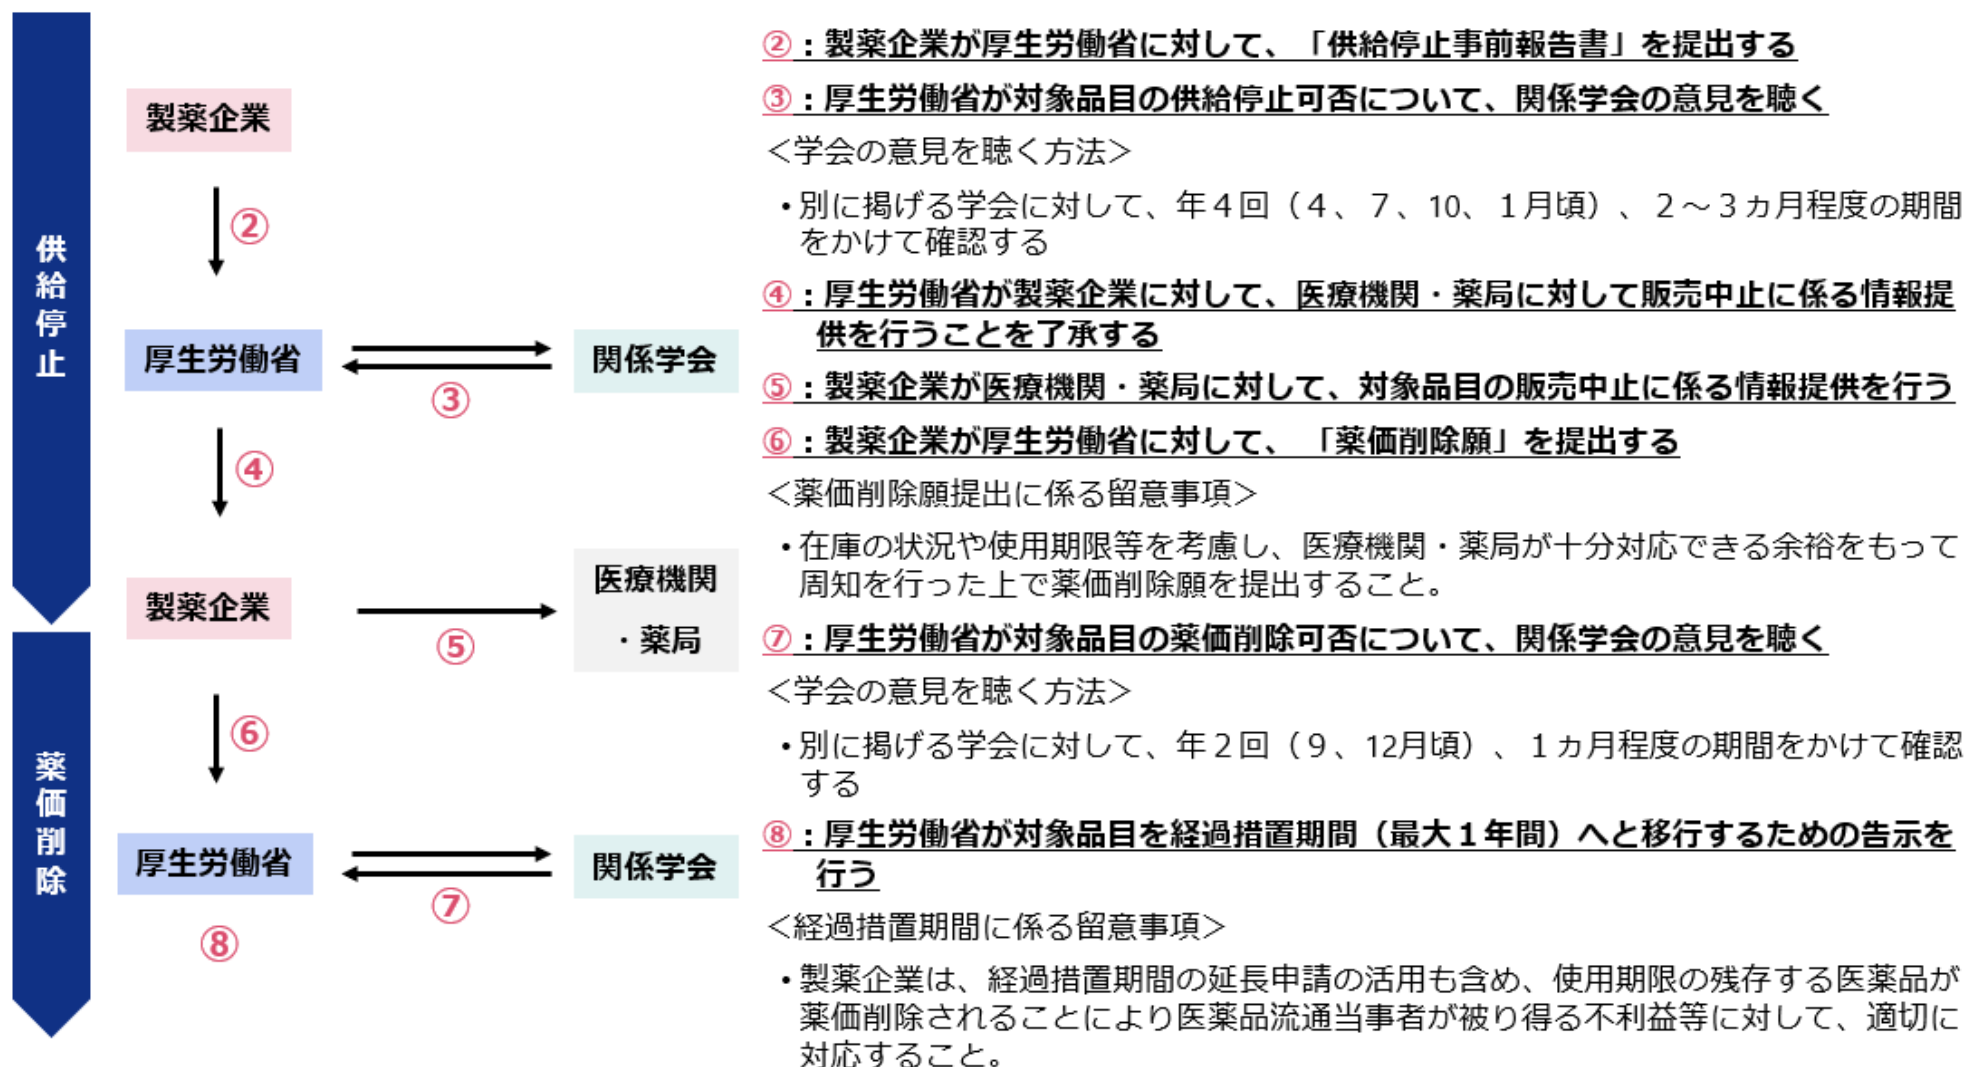 供給停止
薬価削除
製薬企業
②
厚生労働省
③
関係学会
④
製薬企業
⑤
医療機関
・薬局
⑥
厚生労働省
⑦
関係学会
⑧
②：製薬企業が厚生労働省に対して、「供給停止事前報告書」を提出する
③：厚生労働省が対象品目の供給停止可否について、関係学会の意見を聴く
＜学会の意見を聴く方法＞
・別に掲げる学会に対して、年４回（４、７、10、１月頃）、２～３ヵ月程度の期間
をかけて確認する
④：厚生労働省が製薬企業に対して、医療機関・薬局に対して販売中止に係る情報提
供を行うことを了承する
⑤：製薬企業が医療機関・薬局に対して、対象品目の販売中止に係る情報提供を行う
⑥：製薬企業が厚生労働省に対して、「薬価削除願」を提出する
＜薬価削除願提出に係る留意事項＞
・在庫の状況や使用期限等を考慮し、医療機関・薬局が十分対応できる余裕をもって
周知を行った上で薬価削除願を提出すること。
⑦：厚生労働省が対象品目の薬価削除可否について、関係学会の意見を聴く
＜学会の意見を聴く方法＞
・別に掲げる学会に対して、年２回（９、12月頃）、１ヵ月程度の期間をかけて確認
する
⑧：厚生労働省が対象品目を経過措置期間（最大１年間）へと移行するための告示を
行う
＜経過措置期間に係る留意事項＞
・製薬企業は、経過措置期間の延長申請の活用も含め、使用期限の残存する医薬品が
薬価削除されることにより医薬品流通当事者が被り得る不利益等に対して、適切に
対応すること。